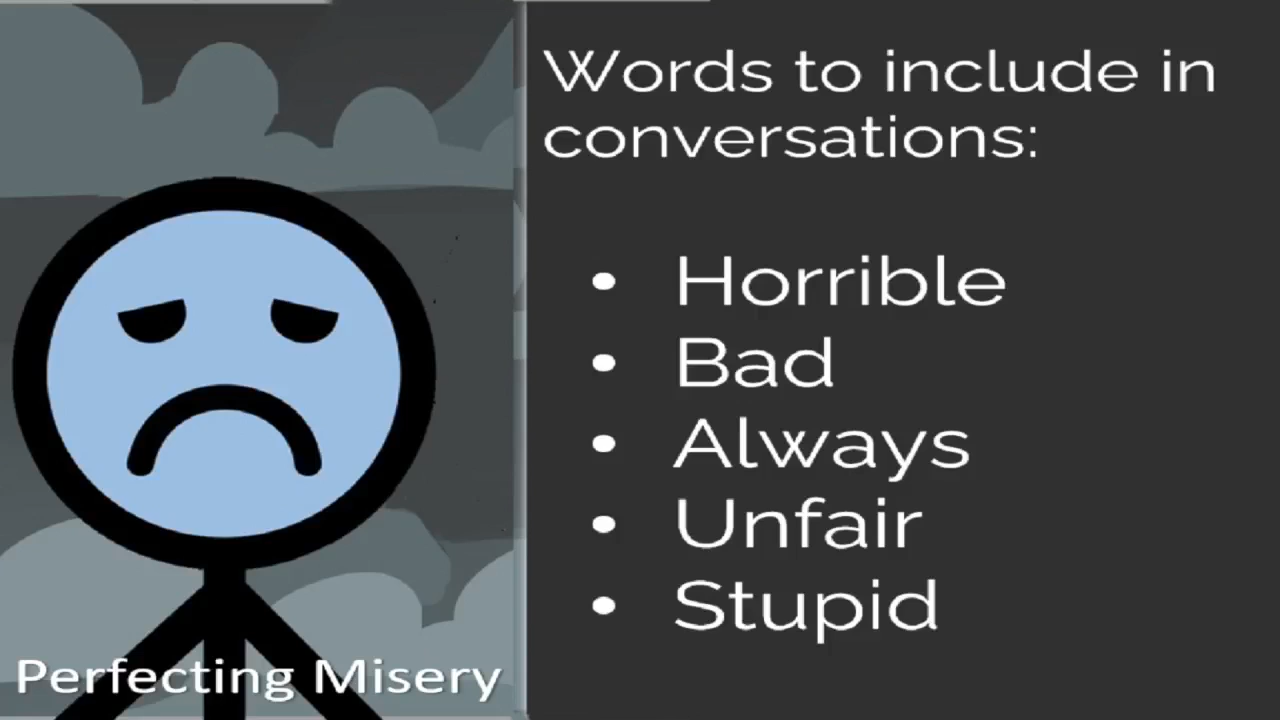 Words to include in
conversations:
• Horrible
• Bad
• Always
• Unfair
• Stupid
Perfecting Misery